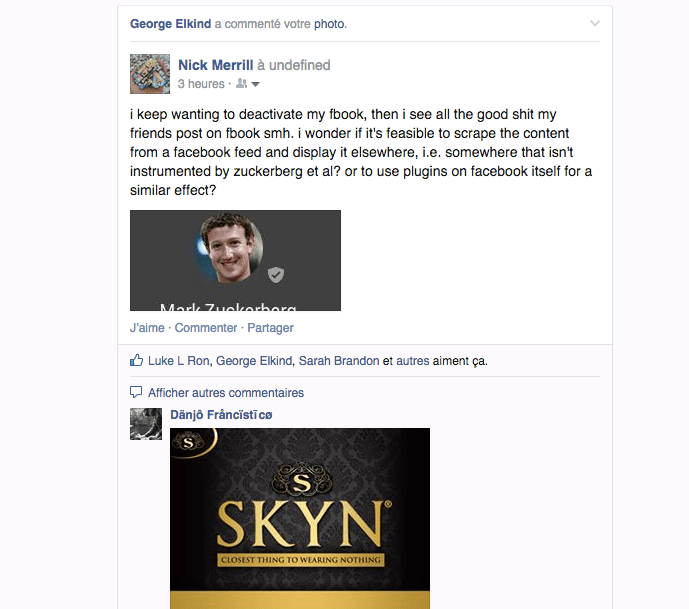 George Elkind a commenté votre photo.
Nick Merrill à undefined
3 heures ·
i keep wanting to deactivate my fbook, then i see all the good shit my
friends post on fbook smh. i wonder if it's feasible to scrape the content
from a facebook feed and display it elsewhere, i.e. somewhere that isn't
instrumented by zuckerberg et al? or to use plugins on facebook itself for a
similar effect?
Mark Zuckerberg
J'aime · Commenter · Partager
Luke L Ron, George Elkind, Sarah Brandon et autres aiment ça.
Afficher autres commentaires
Dãnjô Fråncïstï cø
S
S
SKYN®
CLOSEST THING TO WEARING NOTHING